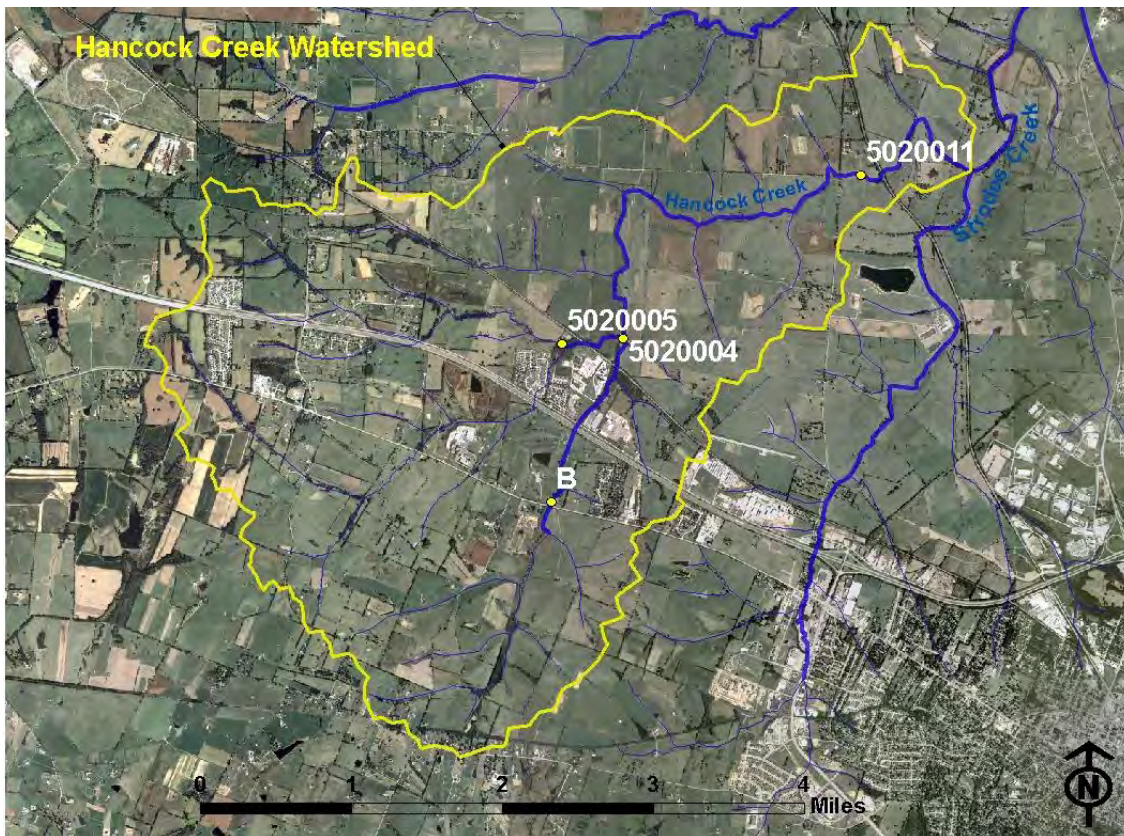 Hancock Creek Watershed
5020011
Hancock Creek
Strodes Creek
5020005
5020004
B
0 1 2 3 4
Miles
N